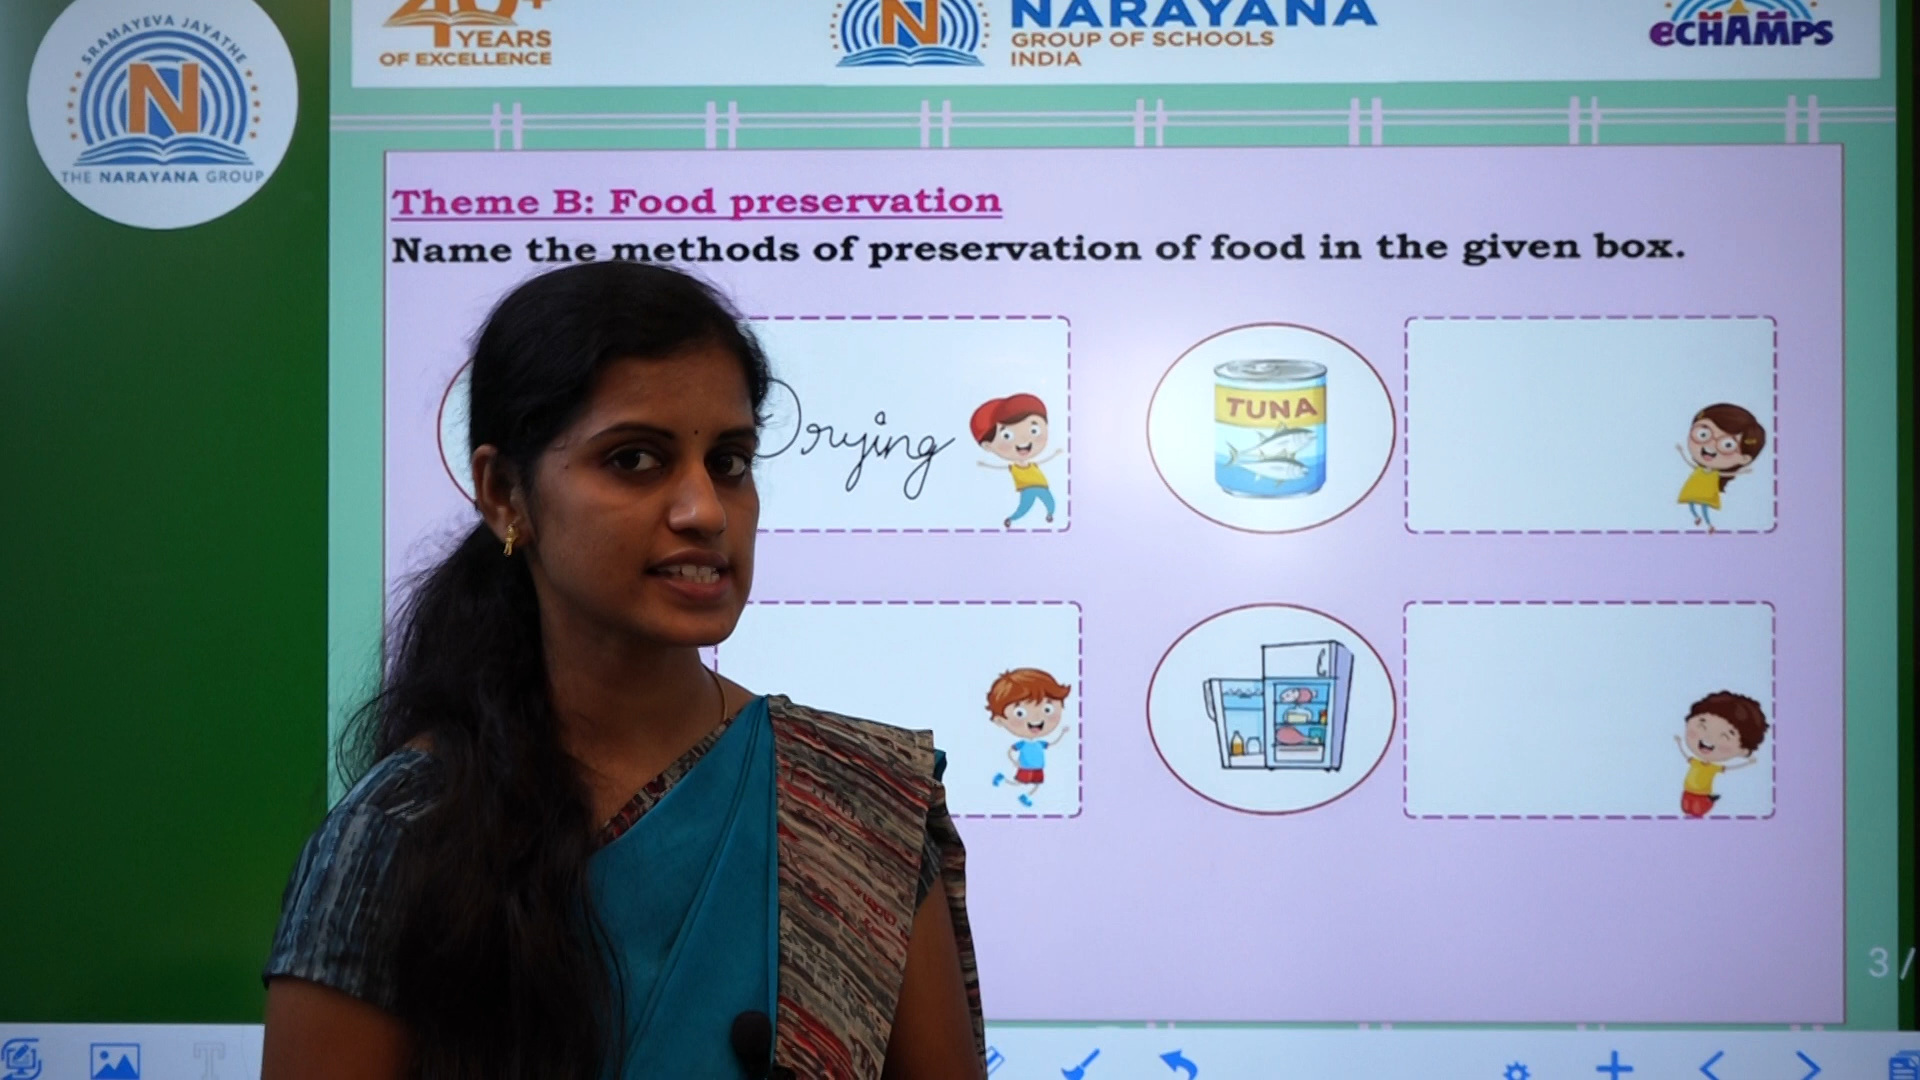 SRAMAYEVA JAYATHE
N
THE NARAYANA GROUP
40+
YEARS
OF EXCELLENCE
N
NARAYANA
GROUP OF SCHOOLS
INDIA
eCHAMPS
Theme B: Food preservation
Name the methods of preservation of food in the given box.
Drying
TUNA
3 /
T